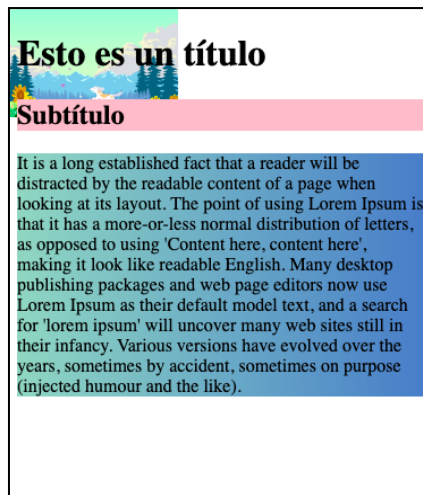 Esto es un título
Subtítulo
It is a long established fact that a reader will be
distracted by the readable content of a page when
looking at its layout. The point of using Lorem Ipsum is
that it has a more-or-less normal distribution of letters,
as opposed to using 'Content here, content here',
making it look like readable English. Many desktop
publishing packages and web page editors now use
Lorem Ipsum as their default model text, and a search
for 'lorem ipsum' will uncover many web sites still in
their infancy. Various versions have evolved over the
years, sometimes by accident, sometimes on purpose
(injected humour and the like).